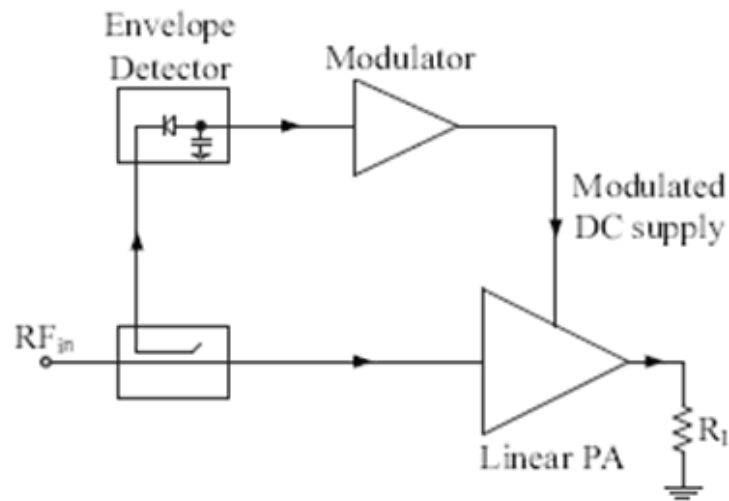 Envelope
Detector
Modulator
Modulated
DC supply
RFin
Linear PA
R1